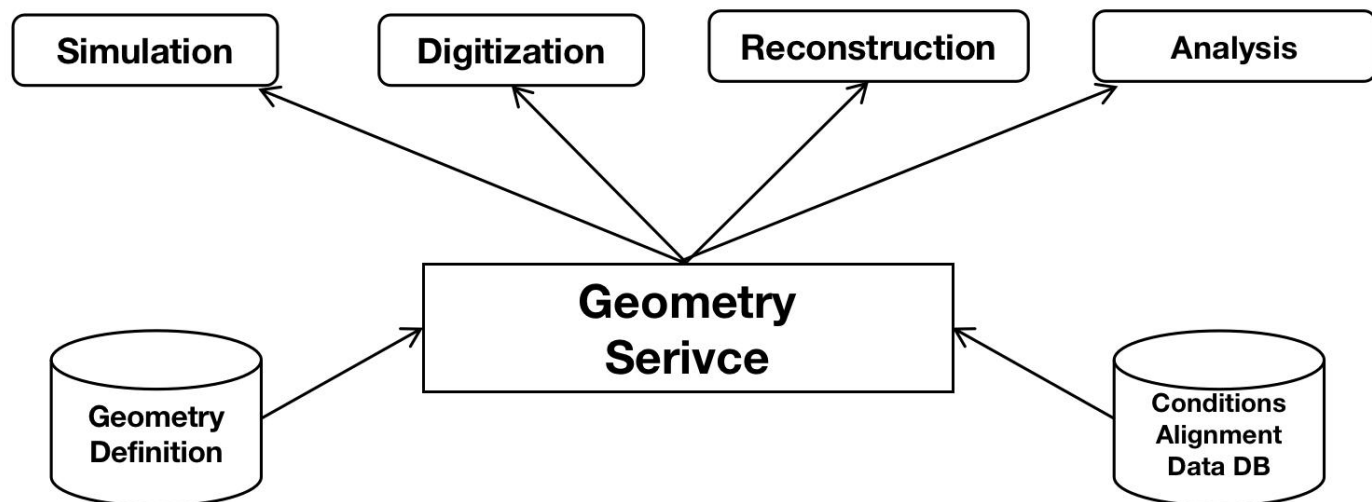 Simulation
Digitization
Reconstruction
Analysis
Geometry
Serivce
Geometry
Definition
Conditions
Alignment
Data DB